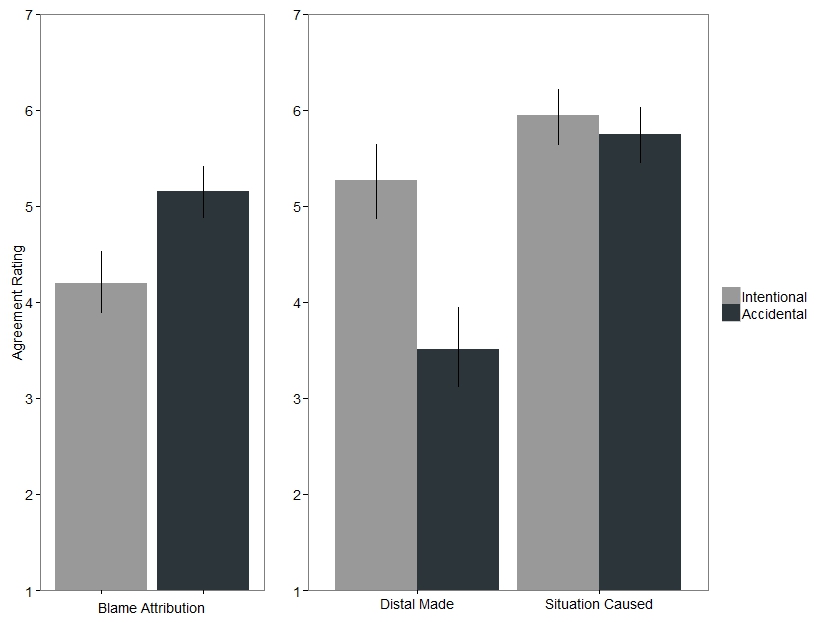 Agreement Rating
7
6
5
4
3
2
1
Blame Attribution
7
6
5
4
3
2
1
Distal Made
Situation Caused
Intentional
Accidental